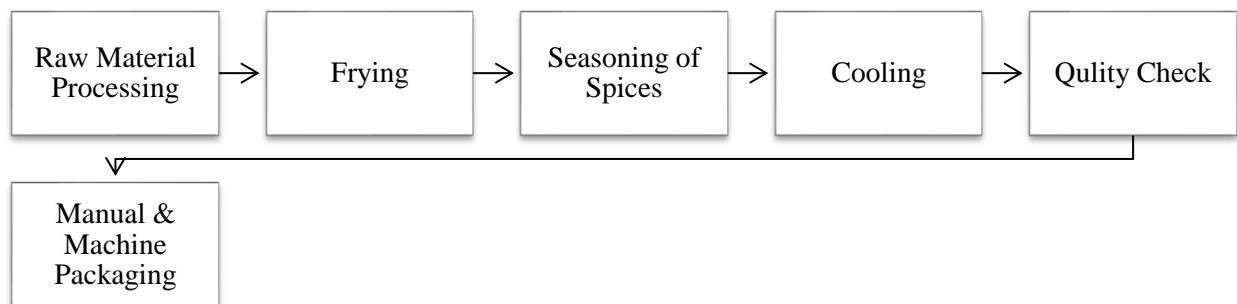 Raw Material
Processing
Frying
Seasoning of
Spices
Cooling
Qulity Check
Manual &
Machine
Packaging